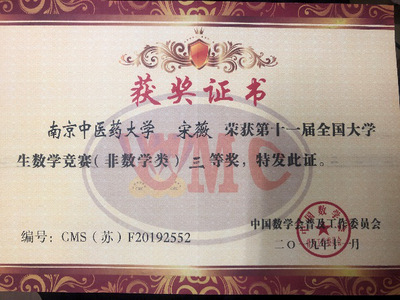 获奖证书
南京中医药大学 宋薇 荣获第十一届全国大学
生数学竞赛(非数学类)三等奖,特发此证。
中国数学会普及工作委员会
编号:CMS(苏)F20192552
二〇一九年十一月